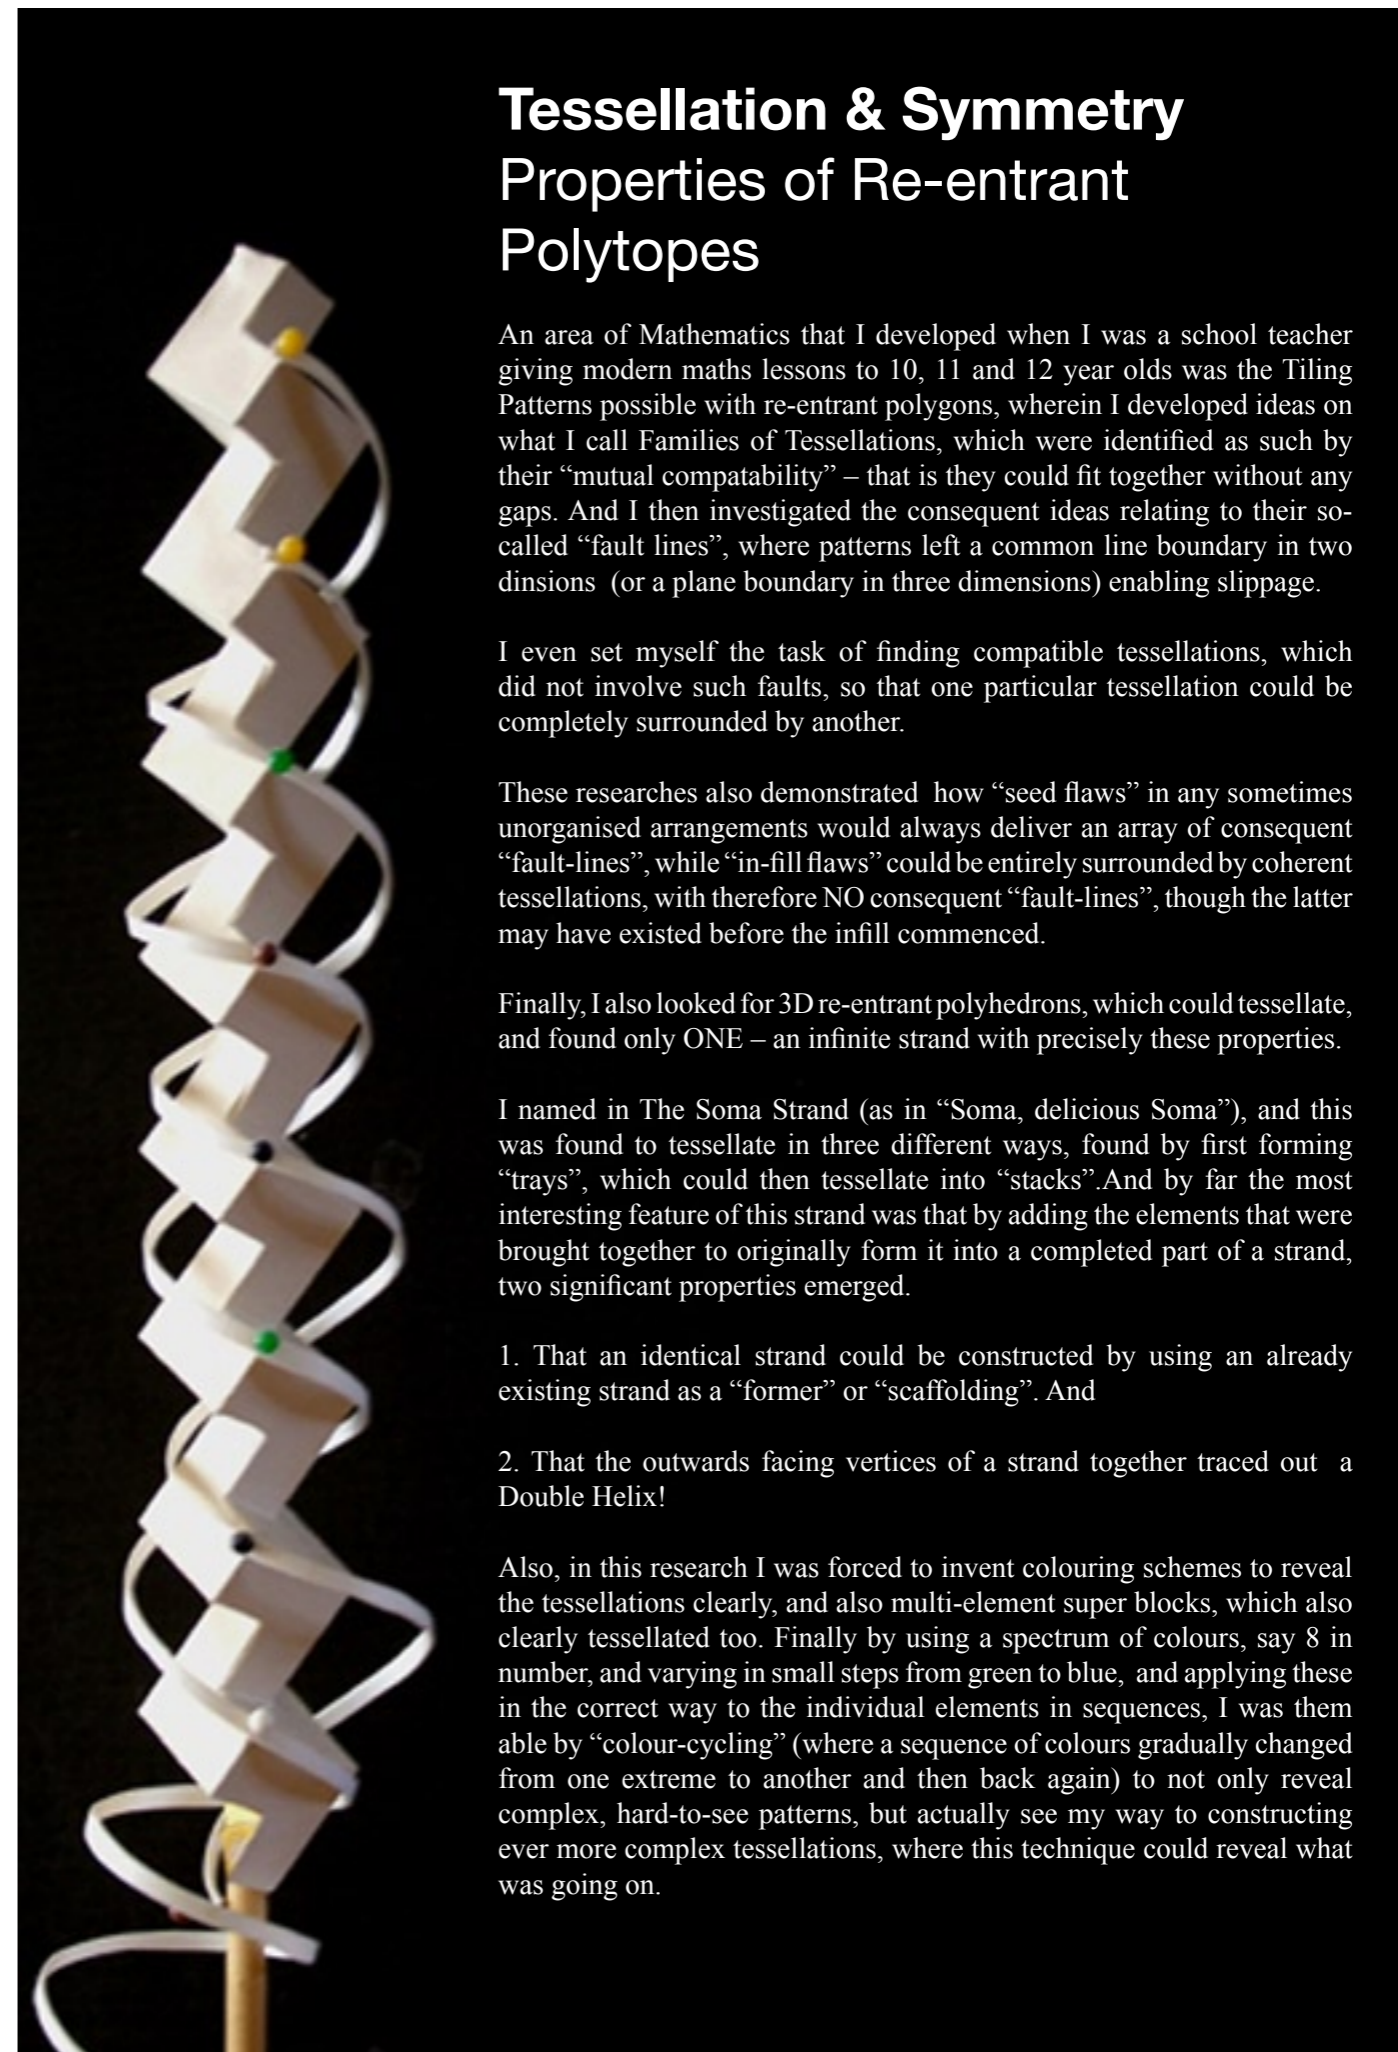 Tessellation & Symmetry
Properties of Re-entrant
Polytopes
An area of Mathematics that I developed when I was a school teacher
giving modern maths lessons to 10, 11 and 12 year olds was the Tiling
Patterns possible with re-entrant polygons, wherein I developed ideas on
what I call Families of Tessellations, which were identified as such by
their “mutual compatability” – that is they could fit together without any
gaps. And I then investigated the consequent ideas relating to their so-
called “fault lines”, where patterns left a common line boundary in two
dinsions (or a plane boundary in three dimensions) enabling slippage.
I even set myself the task of finding compatible tessellations, which
did not involve such faults, so that one particular tessellation could be
completely surrounded by another.
These researches also demonstrated how “seed flaws” in any sometimes
unorganised arrangements would always deliver an array of consequent
“fault-lines”, while “in-fill flaws” could be entirely surrounded by coherent
tessellations, with therefore NO consequent “fault-lines”, though the latter
may have existed before the infill commenced.
Finally, I also looked for 3D re-entrant polyhedrons, which could tessellate,
and found only ONE – an infinite strand with precisely these properties.
I named in The Soma Strand (as in “Soma, delicious Soma”), and this
was found to tessellate in three different ways, found by first forming
“trays”, which could then tessellate into “stacks”.And by far the most
interesting feature of this strand was that by adding the elements that were
brought together to originally form it into a completed part of a strand,
two significant properties emerged.
1. That an identical strand could be constructed by using an already
existing strand as a “former” or “scaffolding”. And
2. That the outwards facing vertices of a strand together traced out a
Double Helix!
Also, in this research I was forced to invent colouring schemes to reveal
the tessellations clearly, and also multi-element super blocks, which also
clearly tessellated too. Finally by using a spectrum of colours, say 8 in
number, and varying in small steps from green to blue, and applying these
in the correct way to the individual elements in sequences, I was them
able by “colour-cycling” (where a sequence of colours gradually changed
from one extreme to another and then back again) to not only reveal
complex, hard-to-see patterns, but actually see my way to constructing
ever more complex tessellations, where this technique could reveal what
was going on.